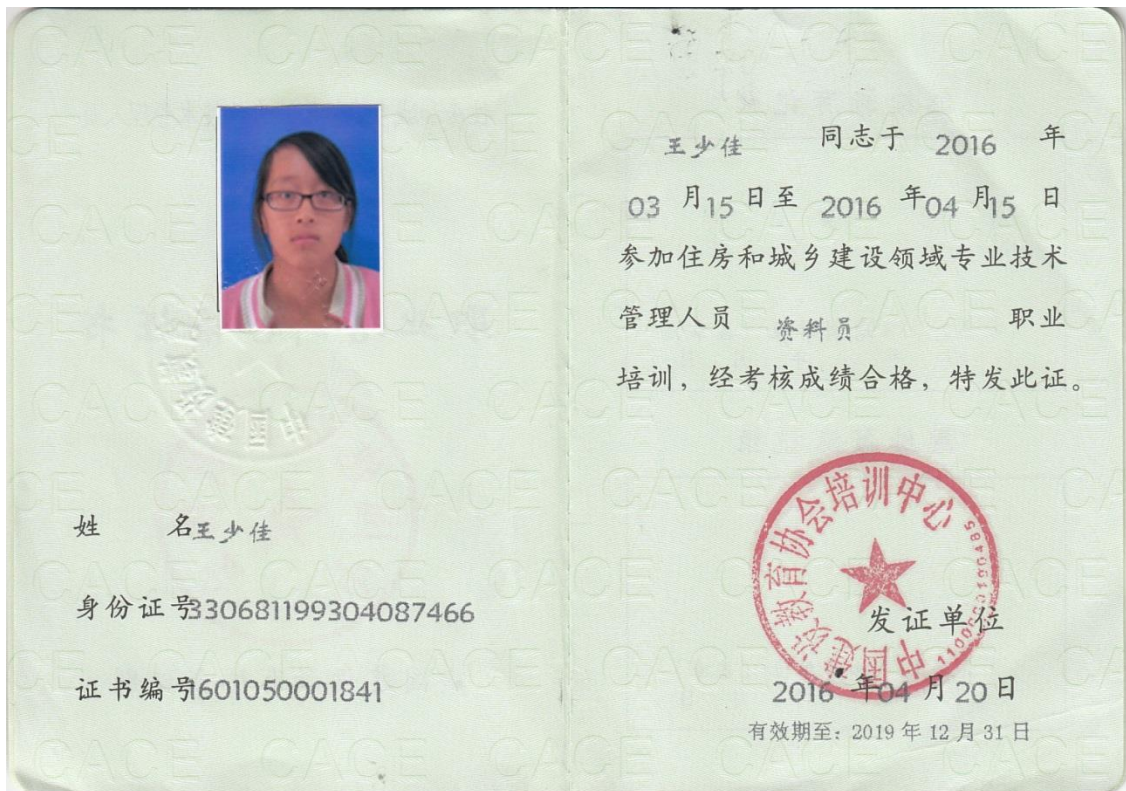 姓 名王少佳
身份证号330681199304087466
证书编号1601050001841
王少佳 同志于 2016 年
03 月15 日至 2016 年04 月15 日
参加住房和城乡建设领域专业技术
管理人员 资料员 职业
培训，经考核成绩合格，特发此证。
中国建设教育协会培训中心
发证单位
2016 年04 月 20 日
有效期至：2019 年 12 月 31 日